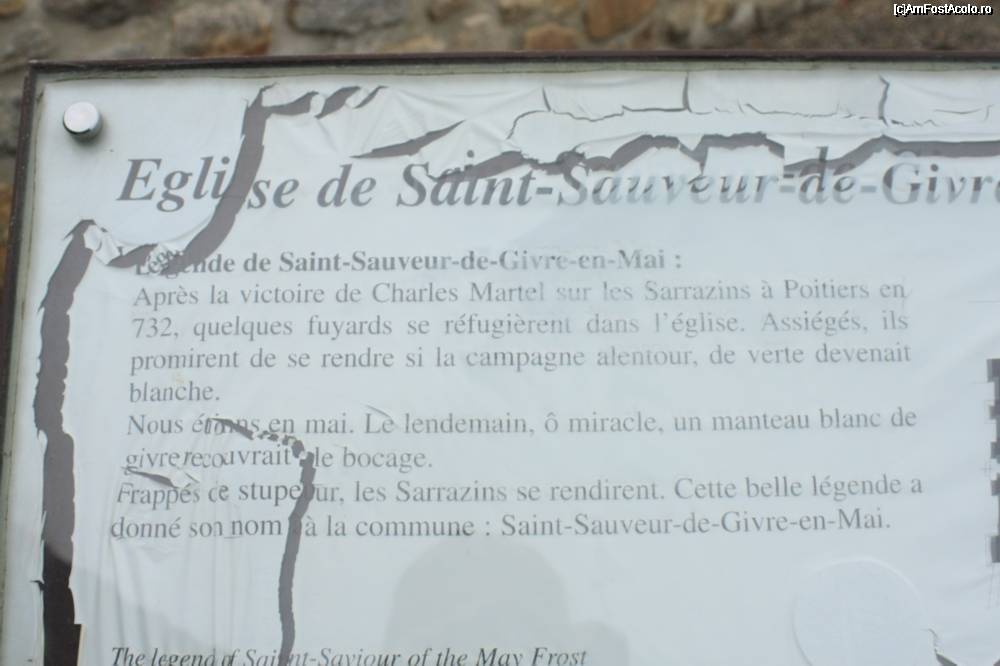 [c]AmFostAcolo.ro
Eglise de Saint-Sauveur-de-Givre
Légende de Saint-Sauveur-de-Givre-en-Mai :
Après la victoire de Charles Martel sur les Sarrazins à Poitiers en
732, quelques fuyards se réfugièrent dans l'église. Assiégés, ils
promirent de se rendre si la campagne alentour, de verte devenait
blanche.
Nous étions en mai. Le lendemain, ô miracle, un manteau blanc de
givre recouvrait le bocage.
Frappés de stupeur, les Sarrazins se rendirent. Cette belle légende a
donné son nom à la commune : Saint-Sauveur-de-Givre-en-Mai.
The legend of Saint-Saviour of the May Frost